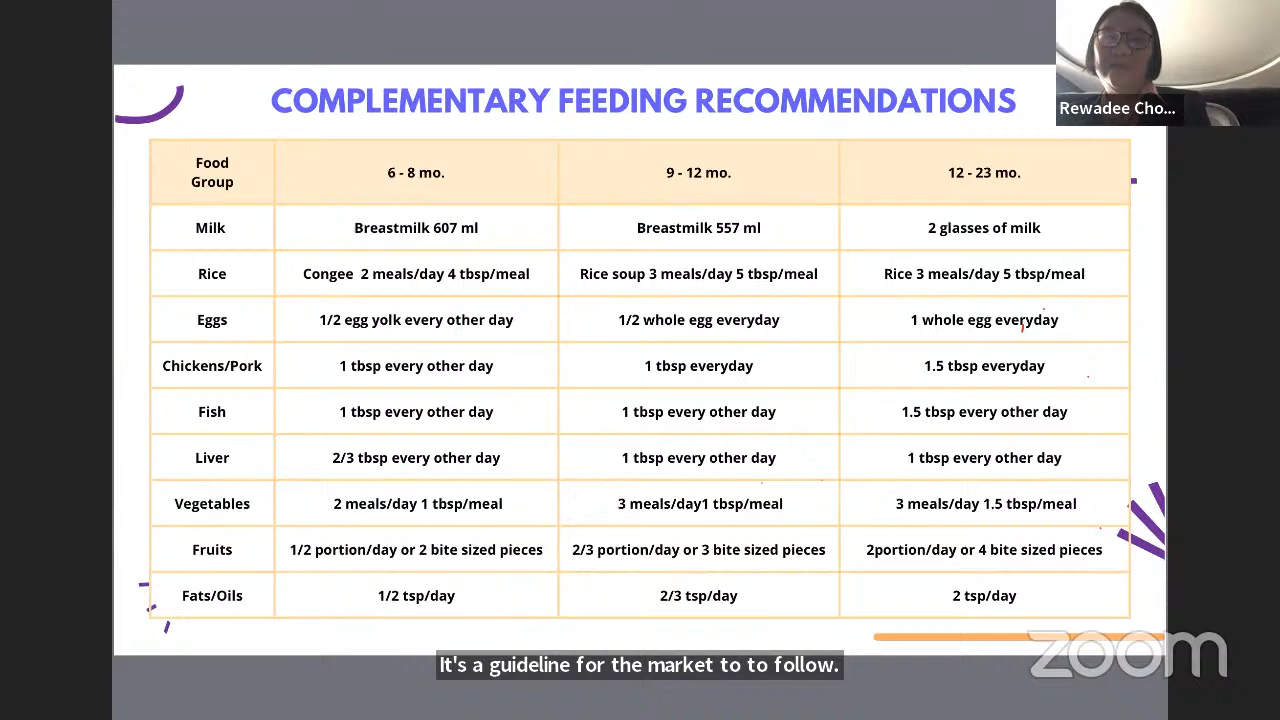 COMPLEMENTARY FEEDING RECOMMENDATIONS
Rewadee Cho...
Food
Group
6 - 8 mo.
9 - 12 mo.
12 - 23 mo.
Milk
Breastmilk 607 ml
Breastmilk 557 ml
2 glasses of milk
Rice
Congee 2 meals/day 4 tbsp/meal
Rice soup 3 meals/day 5 tbsp/meal
Rice 3 meals/day 5 tbsp/meal
Eggs
1/2 egg yolk every other day
1/2 whole egg everyday
1 whole egg everyday
Chickens/Pork
1 tbsp every other day
1 tbsp everyday
1.5 tbsp everyday
Fish
1 tbsp every other day
1 tbsp every other day
1.5 tbsp every other day
Liver
2/3 tbsp every other day
1 tbsp every other day
1 tbsp every other day
Vegetables
2 meals/day 1 tbsp/meal
3 meals/day1 tbsp/meal
3 meals/day 1.5 tbsp/meal
Fruits
1/2 portion/day or 2 bite sized pieces
2/3 portion/day or 3 bite sized pieces
2portion/day or 4 bite sized pieces
Fats/Oils
1/2 tsp/day
2/3 tsp/day
2 tsp/day
It's a guideline for the market to to follow.
zoom